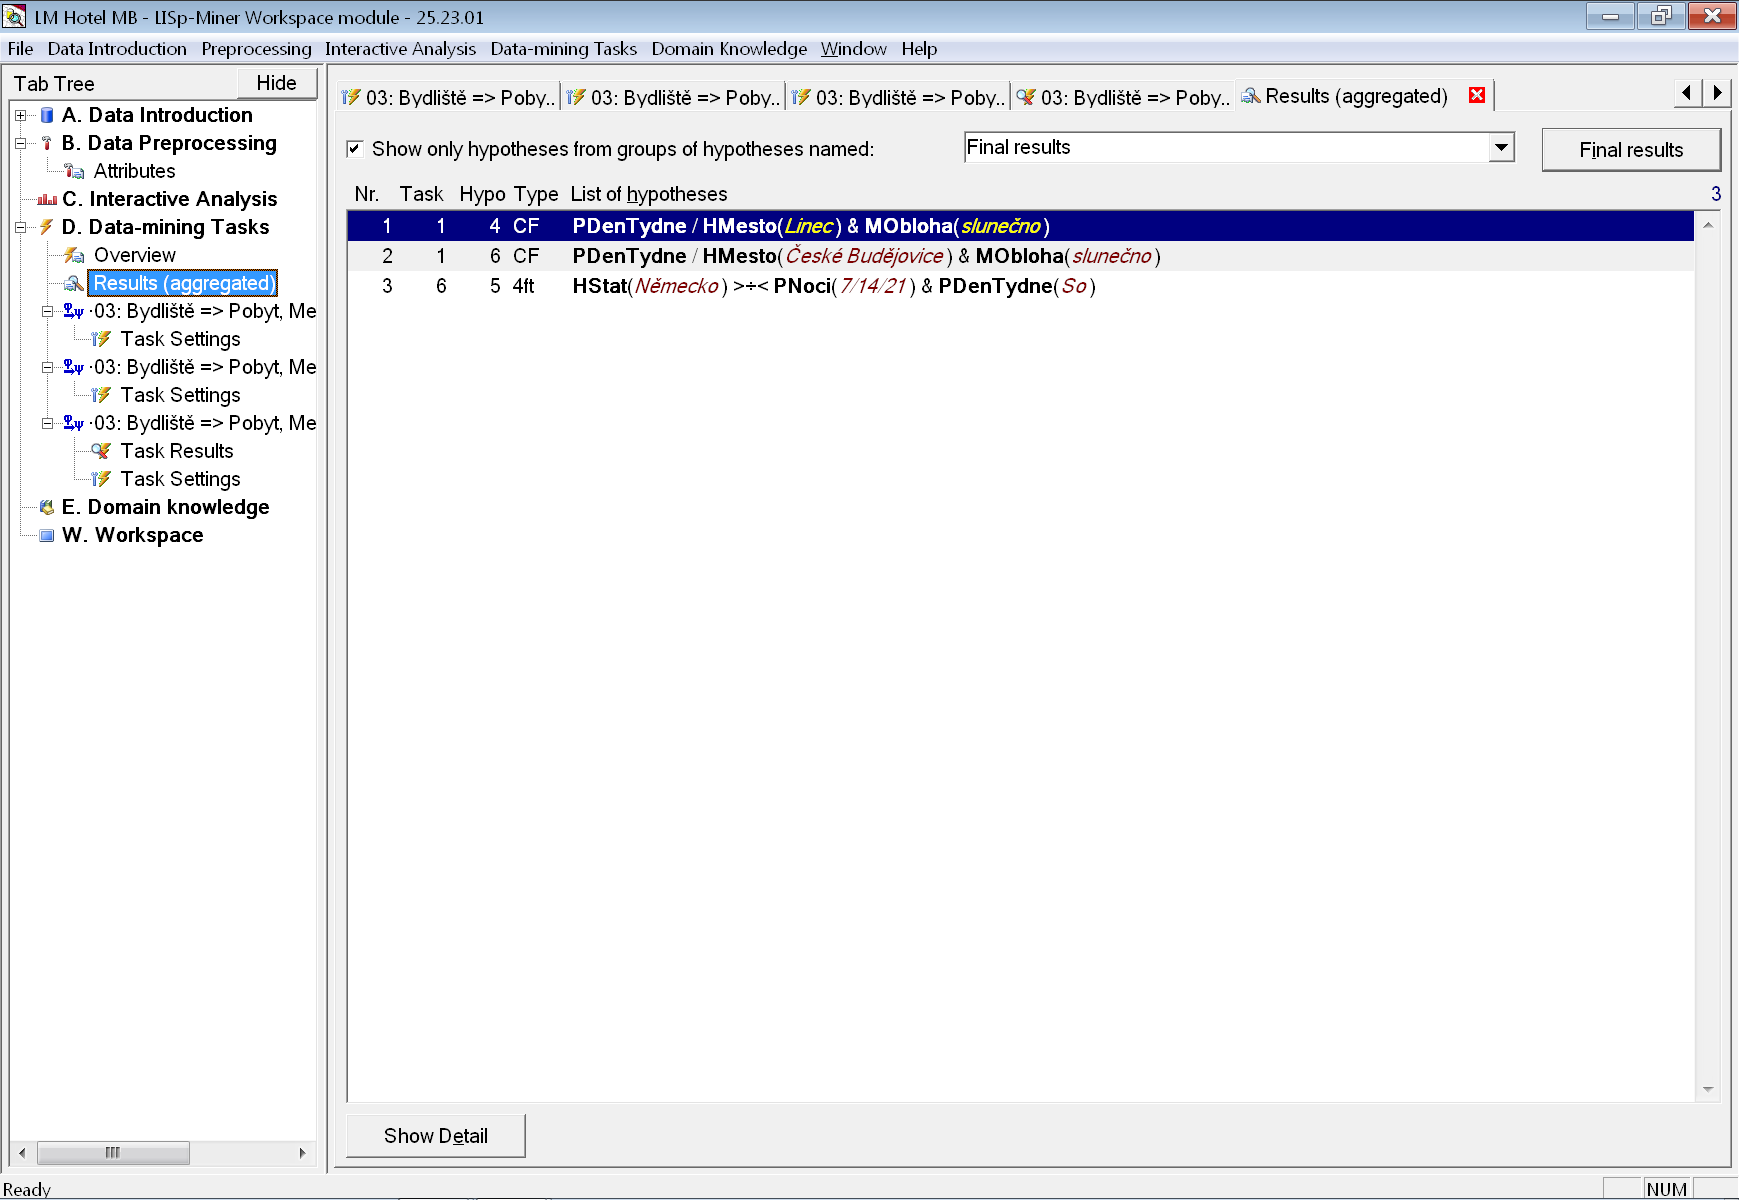 LM Hotel MB - LISp-Miner Workspace module - 25.23.01
File Data Introduction Preprocessing Interactive Analysis Data-mining Tasks Domain Knowledge Window Help
Tab Tree
Hide
A. Data Introduction
B. Data Preprocessing
Attributes
C. Interactive Analysis
D. Data-mining Tasks
Overview
Results (aggregated)
·03: Bydliště => Pobyt, Me
Task Settings
·03: Bydliště => Pobyt, Me
Task Settings
·03: Bydliště => Pobyt, Me
Task Results
Task Settings
E. Domain knowledge
W. Workspace
03: Bydliště => Poby.. 03: Bydliště => Poby.. 03: Bydliště => Poby.. 03: Bydliště => Poby.. Results (aggregated)
Show only hypotheses from groups of hypotheses named:
Final results
Final results
Nr. Task Hypo Type List of hypotheses 3
1 1 4 CF PDenTydne / HMesto(Linec) & MObloha(slunečno)
2 1 6 CF PDenTydne / HMesto(České Budějovice) & MObloha(slunečno)
3 6 5 4ft HStat(Německo) >÷< PNoci(7/14/21) & PDenTydne(So)
Show Detail
Ready
NUM